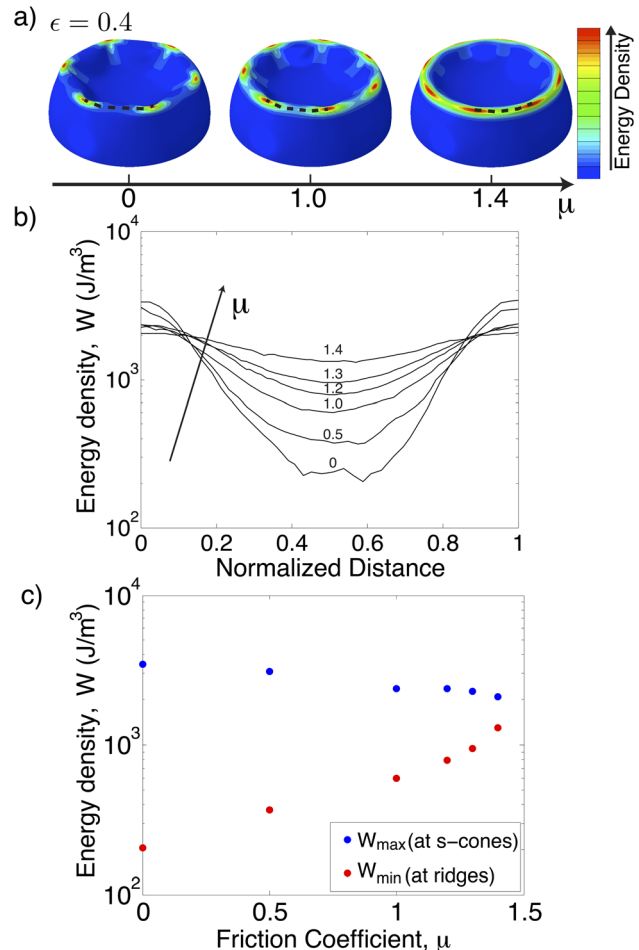 a) ϵ = 0.4
Energy Density
0 1.0 1.4 μ
b)
10^4
10^3
10^2
Energy density, W (J/m^3)
μ
1.4
1.3
1.2
1.0
0.5
0
0 0.2 0.4 0.6 0.8 1
Normalized Distance
c)
10^4
10^3
10^2
Energy density, W (J/m^3)
W_max (at s-cones)
W_min (at ridges)
0 0.5 1.0 1.5
Friction Coefficient, μ